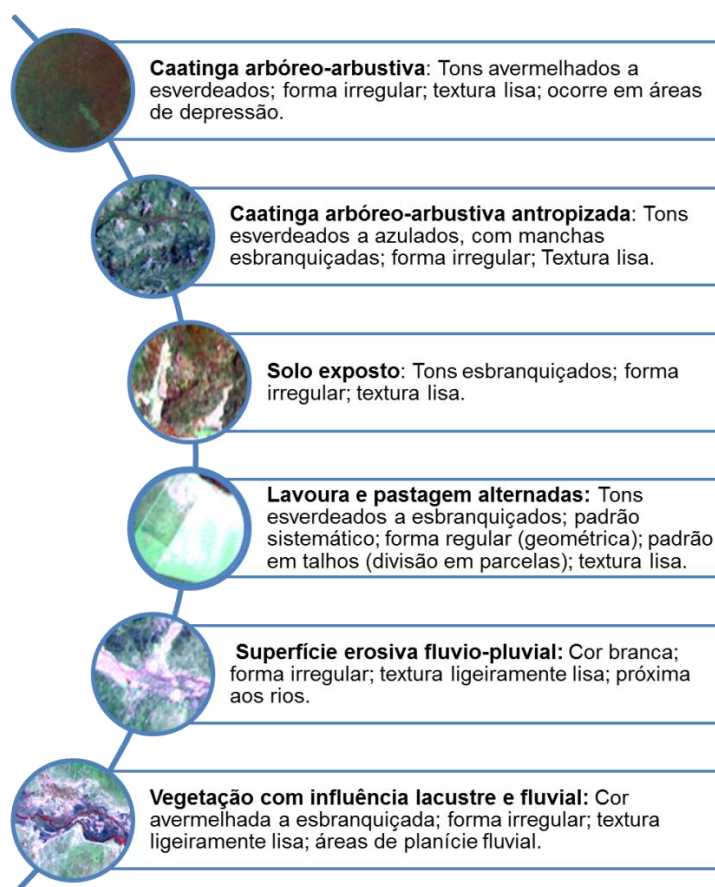 Caatinga arbóreo-arbustiva: Tons avermelhados a
esverdeados; forma irregular; textura lisa; ocorre em áreas
de depressão.
Caatinga arbóreo-arbustiva antropizada: Tons
esverdeados a azulados, com manchas
esbranquiçadas; forma irregular; Textura lisa.
Solo exposto: Tons esbranquiçados; forma
irregular; textura lisa.
Lavoura e pastagem alternadas: Tons
esverdeados a esbranquiçados; padrão
sistemático; forma regular (geométrica); padrão
em talhos (divisão em parcelas); textura lisa.
Superfície erosiva fluvio-pluvial: Cor branca;
forma irregular; textura ligeiramente lisa; próxima
aos rios.
Vegetação com influência lacustre e fluvial: Cor
avermelhada a esbranquiçada; forma irregular; textura
ligeiramente lisa; áreas de planície fluvial.